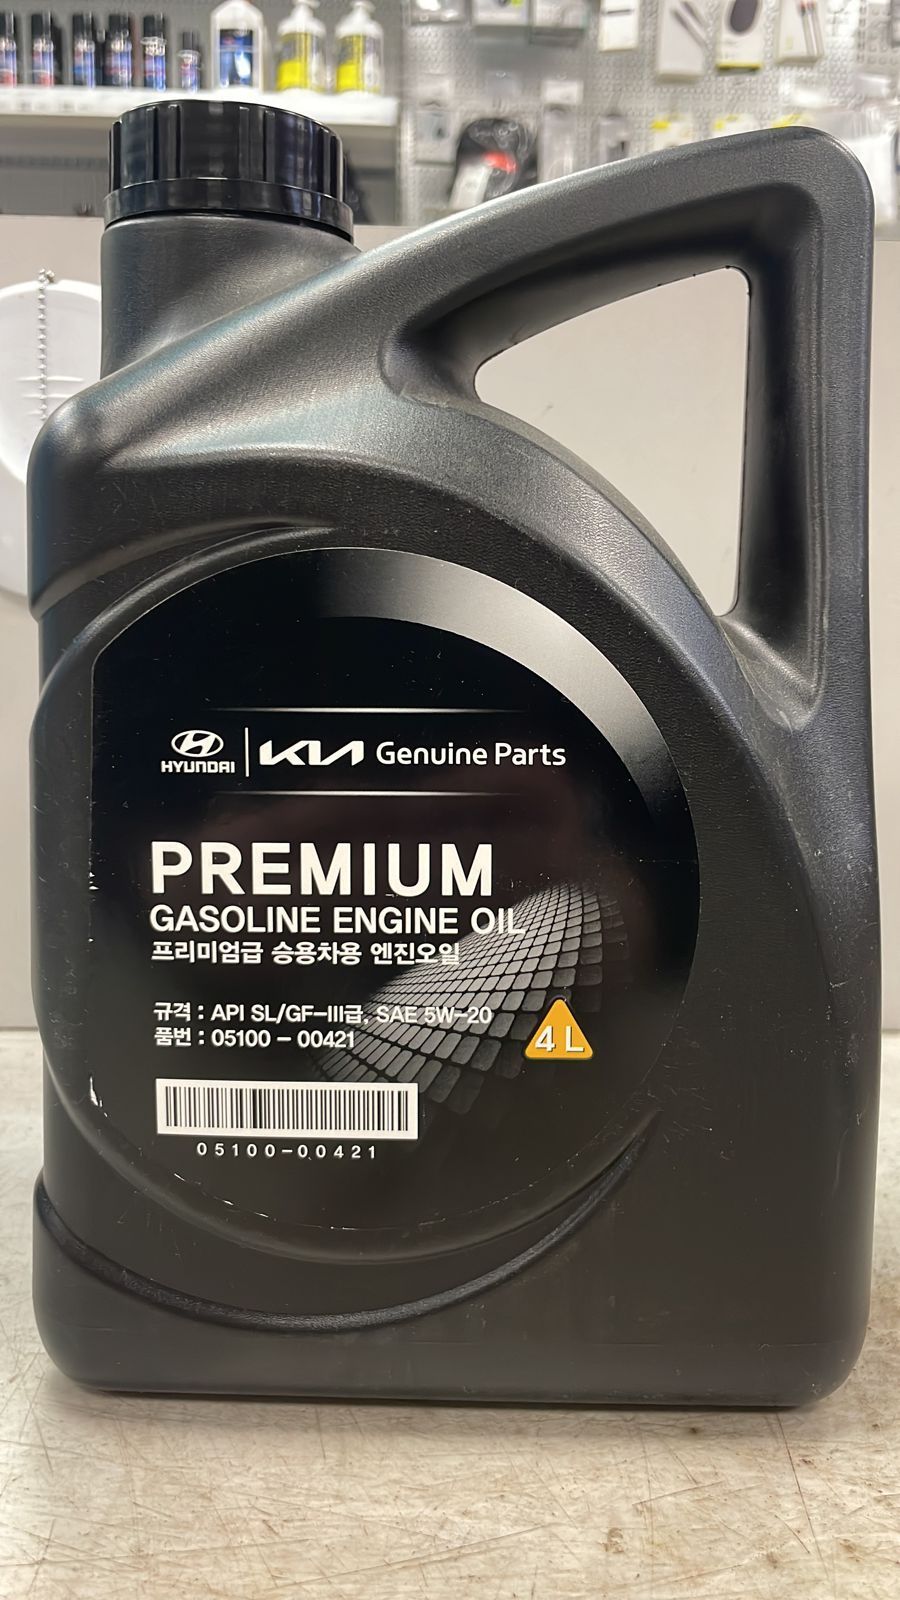 HYUNDAI KIA Genuine Parts
PREMIUM
GASOLINE ENGINE OIL
프리미엄급 승용차용 엔진오일
규격 : API SL/GF-III급, SAE 5W-20
품번 : 05100 - 00421
4 L
05100-00421